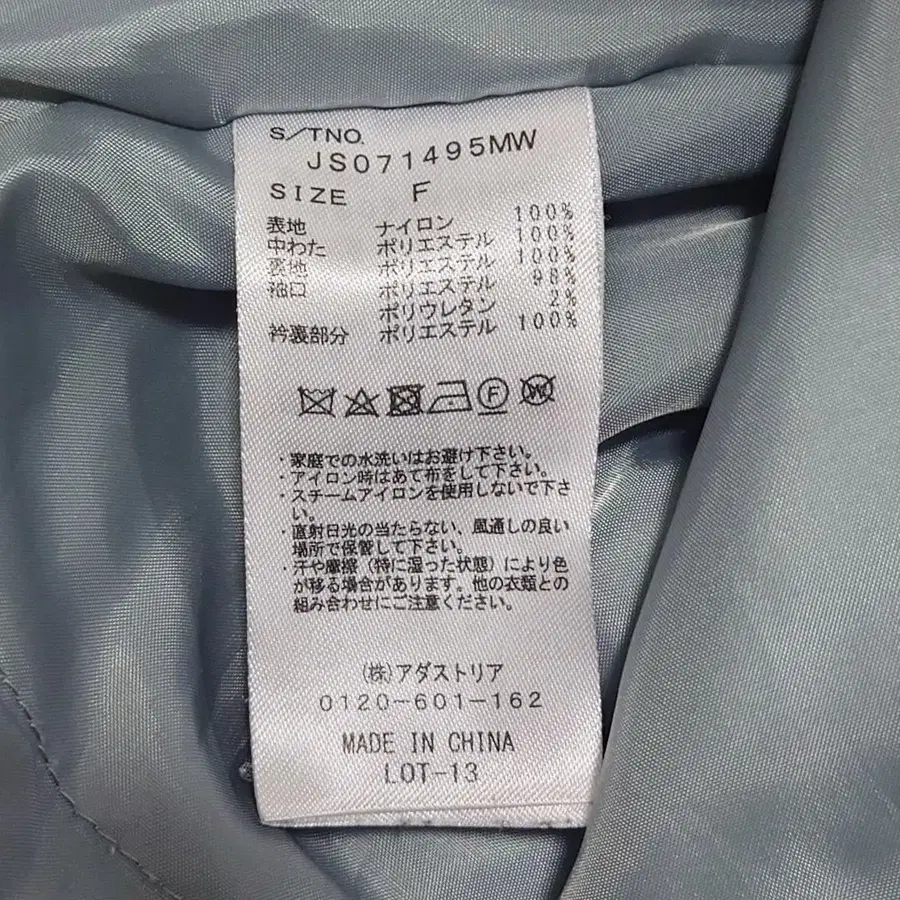 S/TNO.
JS071495MW
SIZE F
表地 ナイロン 100%
中わた ポリエステル 100%
裏地 ポリエステル 100%
袖口 ポリエステル 98%
ポリウレタン 2%
衿裏部分 ポリエステル 100%
F
W
・家庭での水洗いはお避け下さい。
・アイロン時はあて布をして下さい。
・スチームアイロンを使用しないで下さ
い。
・直射日光の当たらない、風通しの良い
場所で保管して下さい。
・汗や摩擦(特に湿った状態)により色
が移る場合があります。他の衣類との
組み合わせにご注意ください。
(株)アダストリア
0120-601-162
MADE IN CHINA
LOT-13